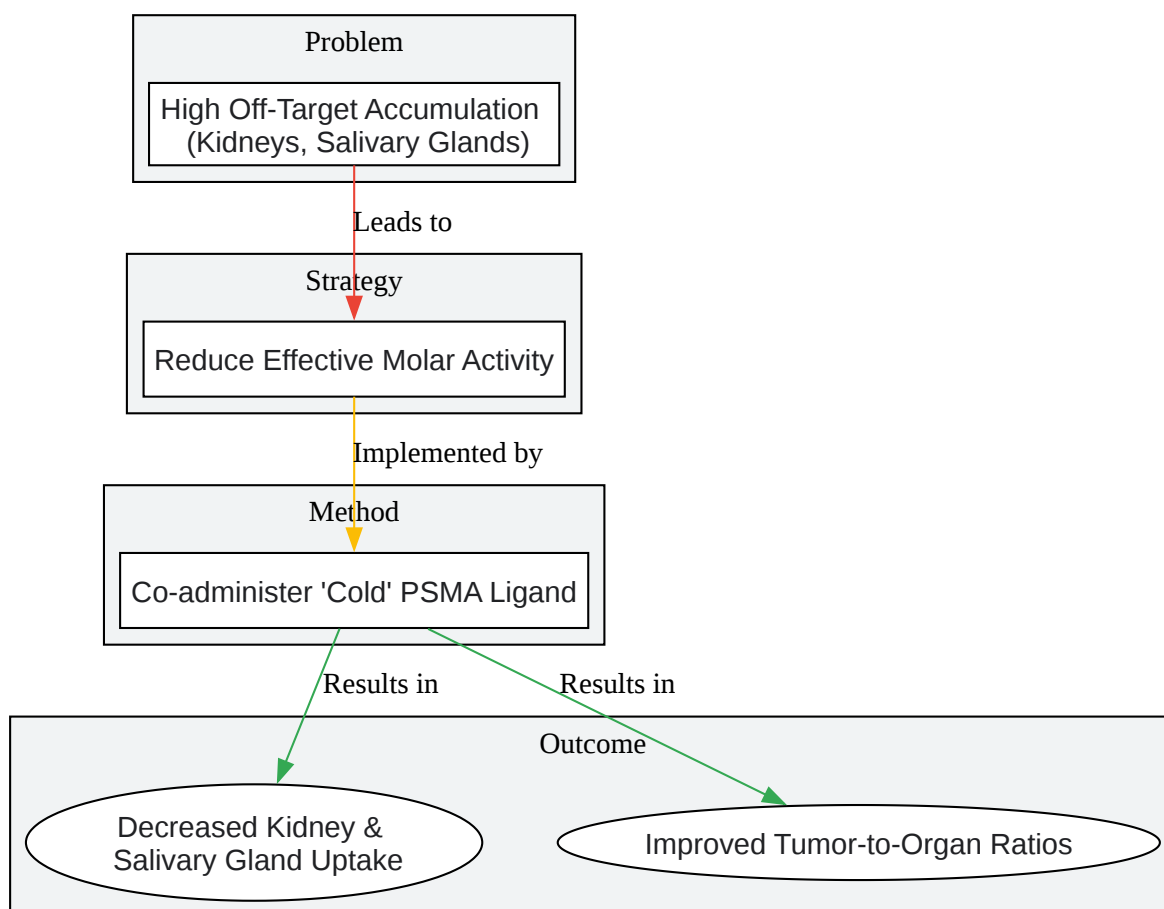 Problem
High Off-Target Accumulation
(Kidneys, Salivary Glands)
Leads to
Strategy
Reduce Effective Molar Activity
Implemented by
Method
Co-administer 'Cold' PSMA Ligand
Results in
Results in
Outcome
Decreased Kidney &
Salivary Gland Uptake
Improved Tumor-to-Organ Ratios